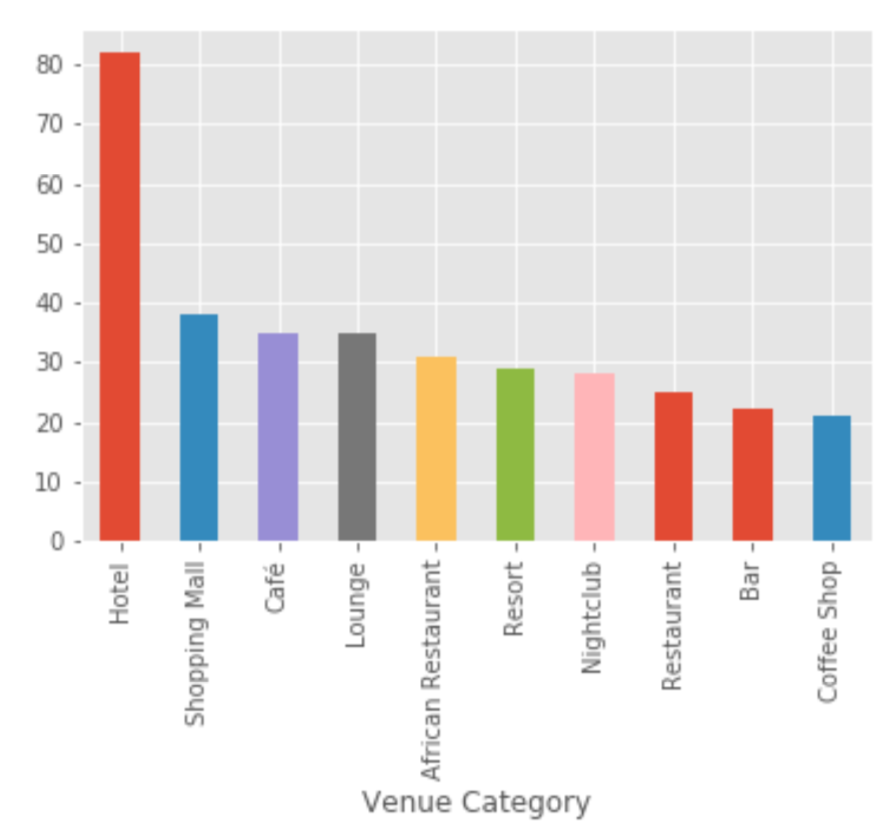 80
70
60
50
40
30
20
10
0
Hotel
Shopping Mall
Café
Lounge
African Restaurant
Resort
Nightclub
Restaurant
Bar
Coffee Shop
Venue Category